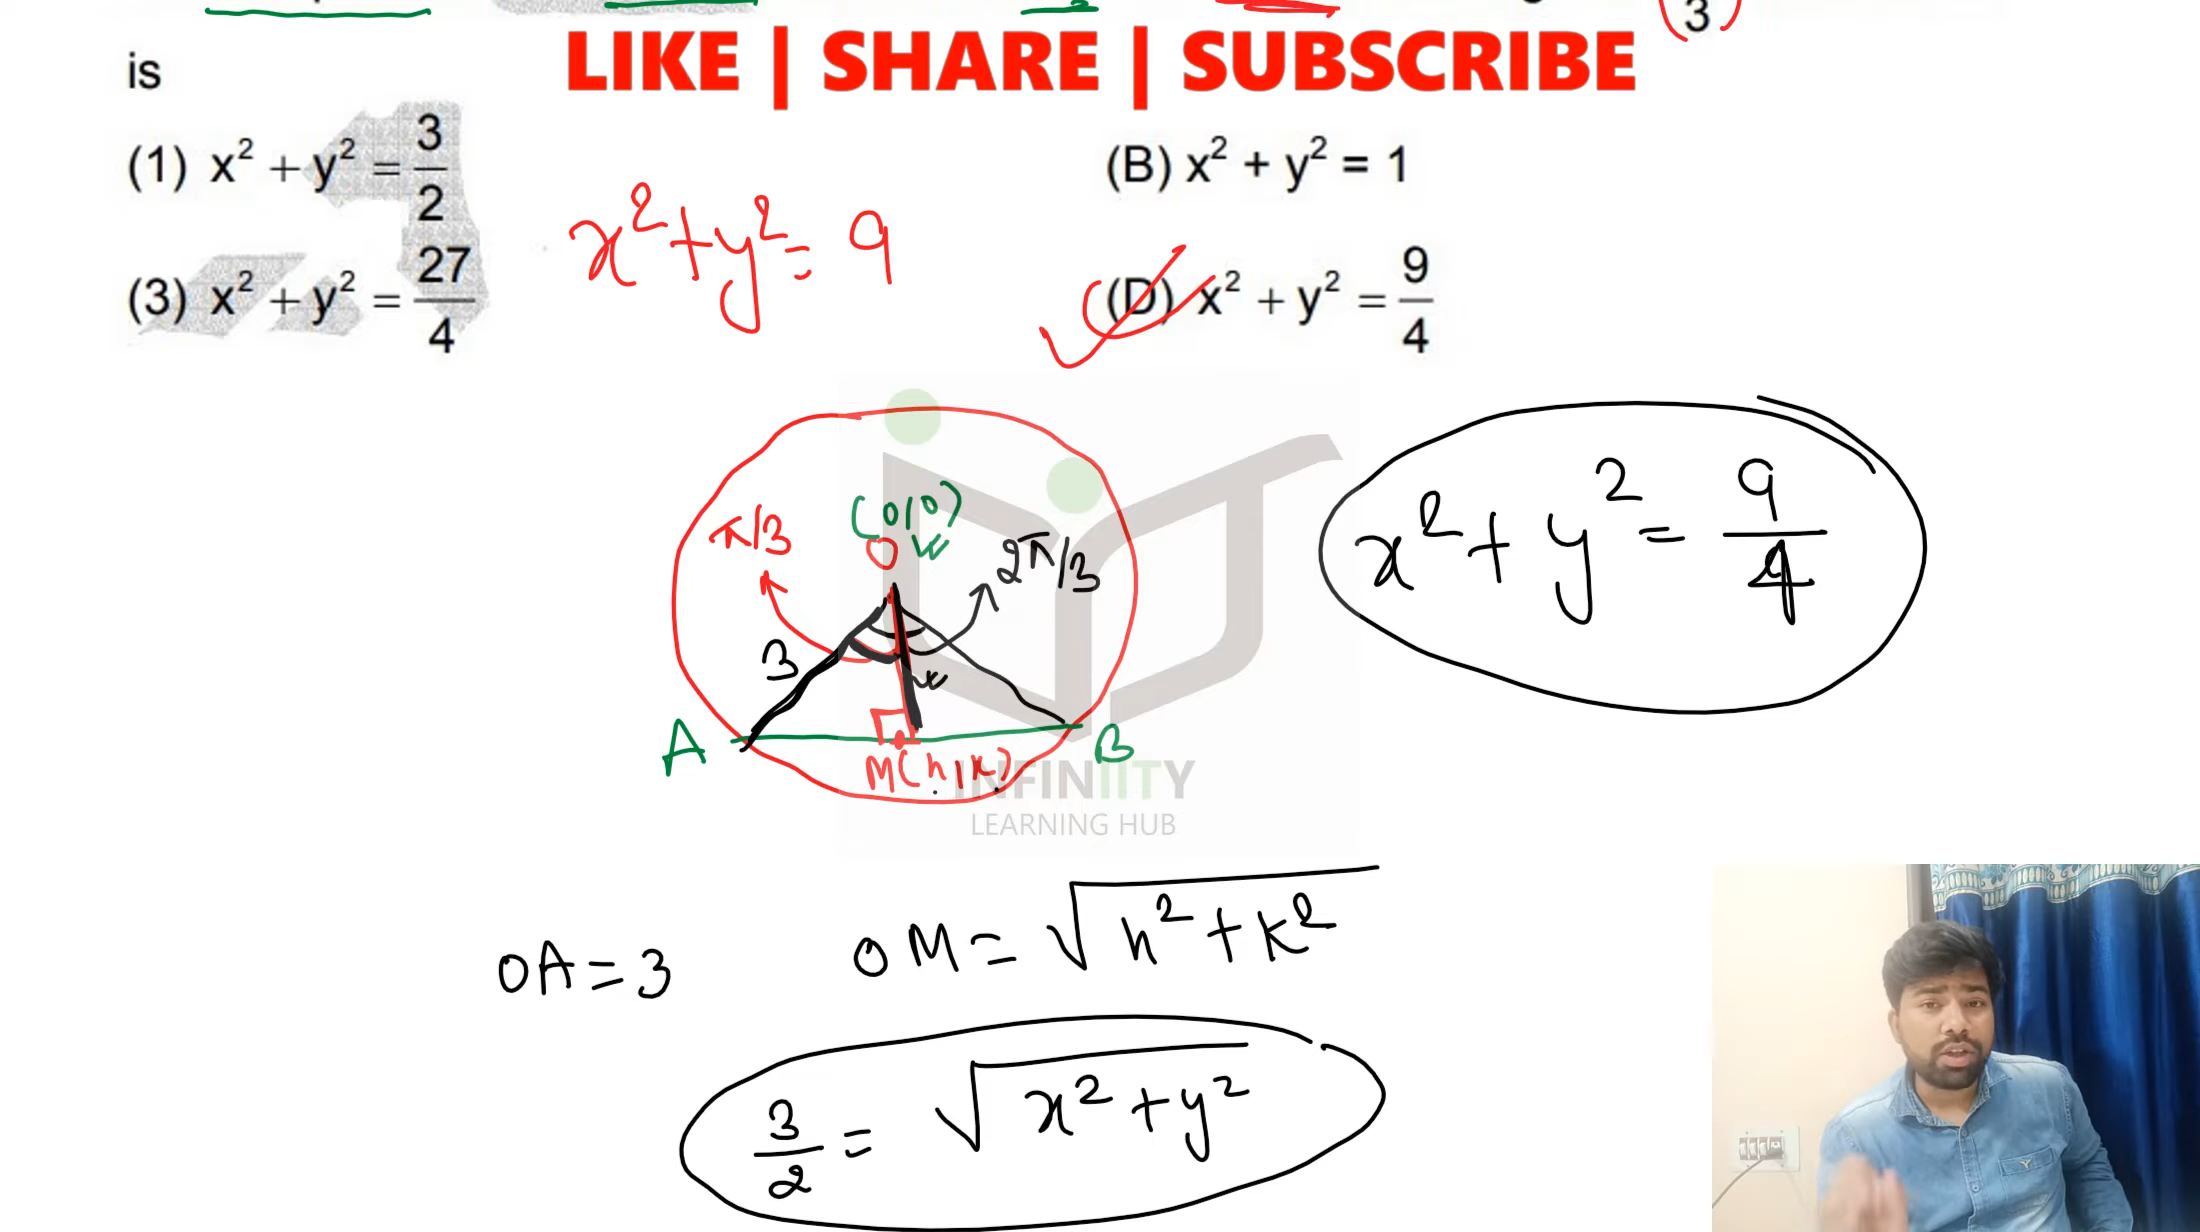 3
is
LIKE | SHARE | SUBSCRIBE
(1) x² + y² = 3/2
(B) x² + y² = 1
x² + y² = 9
(3) x² + y² = 27/4
(D) x² + y² = 9/4
(0,0)
π/3
O
2π/3
x² + y² = 9/4
3
A
B
M(h,k)
INFINIITY
LEARNING HUB
OA = 3
OM = √h² + k²
3/2 = √x² + y²